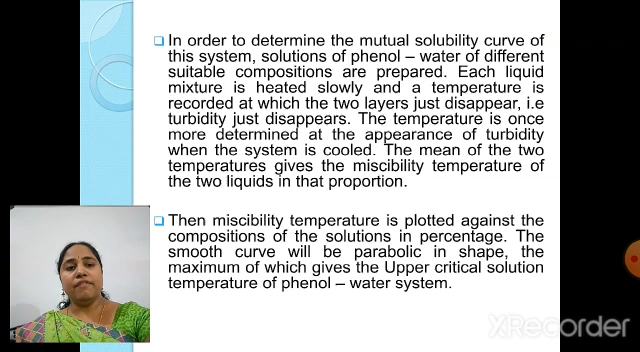 In order to determine the mutual solubility curve of
this system, solutions of phenol – water of different
suitable compositions are prepared. Each liquid
mixture is heated slowly and a temperature is
recorded at which the two layers just disappear, i.e
turbidity just disappears. The temperature is once
more determined at the appearance of turbidity
when the system is cooled. The mean of the two
temperatures gives the miscibility temperature of
the two liquids in that proportion.
Then miscibility temperature is plotted against the
compositions of the solutions in percentage. The
smooth curve will be parabolic in shape, the
maximum of which gives the Upper critical solution
temperature of phenol – water system.
XRecorder